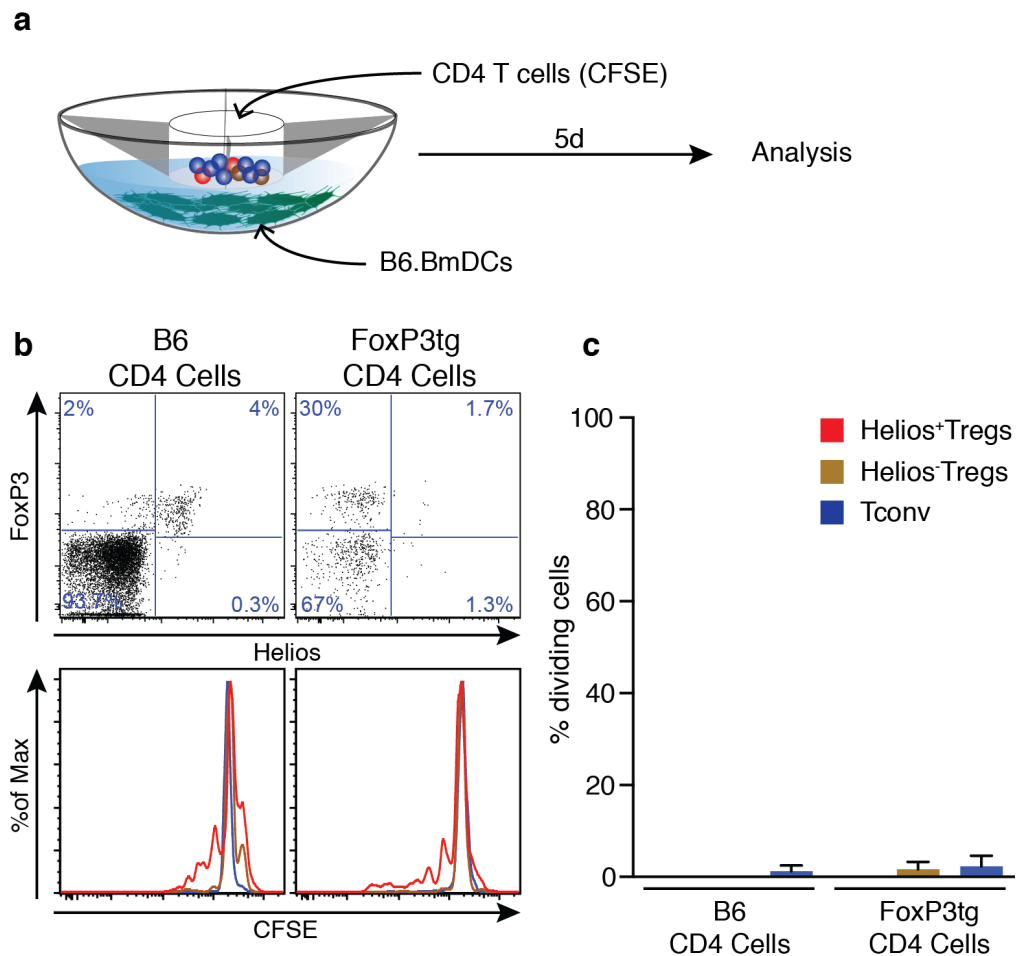 a
CD4 T cells (CFSE)
5d
Analysis
B6.BmDCs
b
B6
CD4 Cells
FoxP3tg
CD4 Cells
2%
4%
30%
1.7%
FoxP3
93.7%
0.3%
67%
1.3%
Helios
%of Max
CFSE
c
100
80
60
40
20
0
% dividing cells
Helios⁺Tregs
Helios⁻Tregs
Tconv
B6
CD4 Cells
FoxP3tg
CD4 Cells